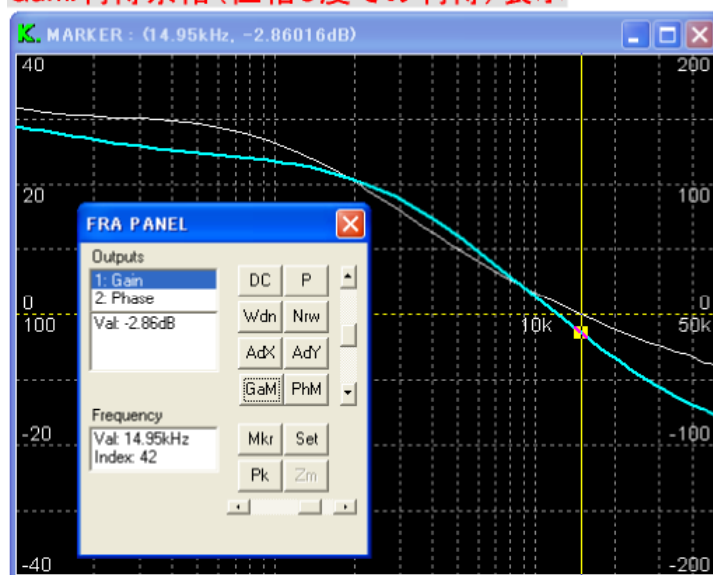 MARKER : (14.95kHz, -2.86016dB)
40
200
20
100
0
0
100
10k
50k
-20
-100
-40
-200
FRA PANEL
Outputs
1: Gain
2: Phase
Val: -2.86dB
DC
P
Wdn
Nrw
AdX
AdY
GaM
PhM
Frequency
Val: 14.95kHz
Index: 42
Mkr
Set
Pk
Zm